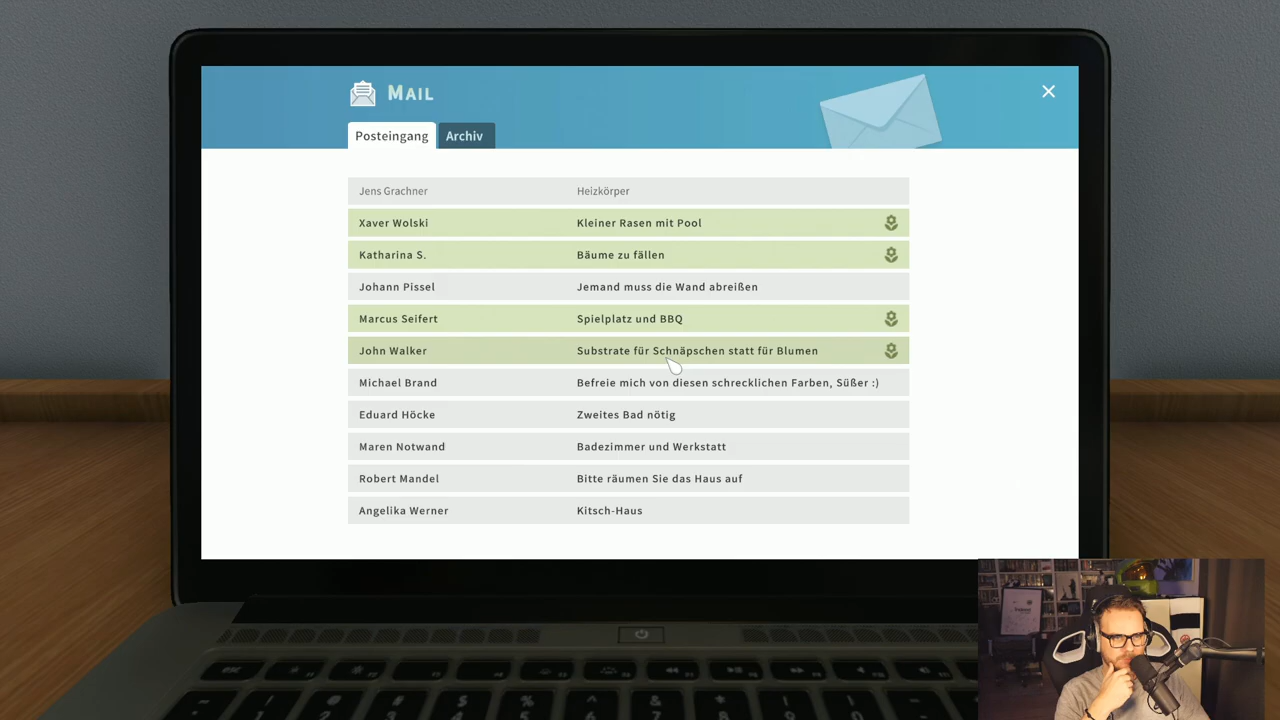 MAIL
Posteingang
Archiv
Jens Grachner Heizkörper
Xaver Wolski Kleiner Rasen mit Pool
Katharina S. Bäume zu fällen
Johann Pissel Jemand muss die Wand abreißen
Marcus Seifert Spielplatz und BBQ
John Walker Substrate für Schnäpschen statt für Blumen
Michael Brand Befreie mich von diesen schrecklichen Farben, Süßer :)
Eduard Höcke Zweites Bad nötig
Maren Notwand Badezimmer und Werkstatt
Robert Mandel Bitte räumen Sie das Haus auf
Angelika Werner Kitsch-Haus